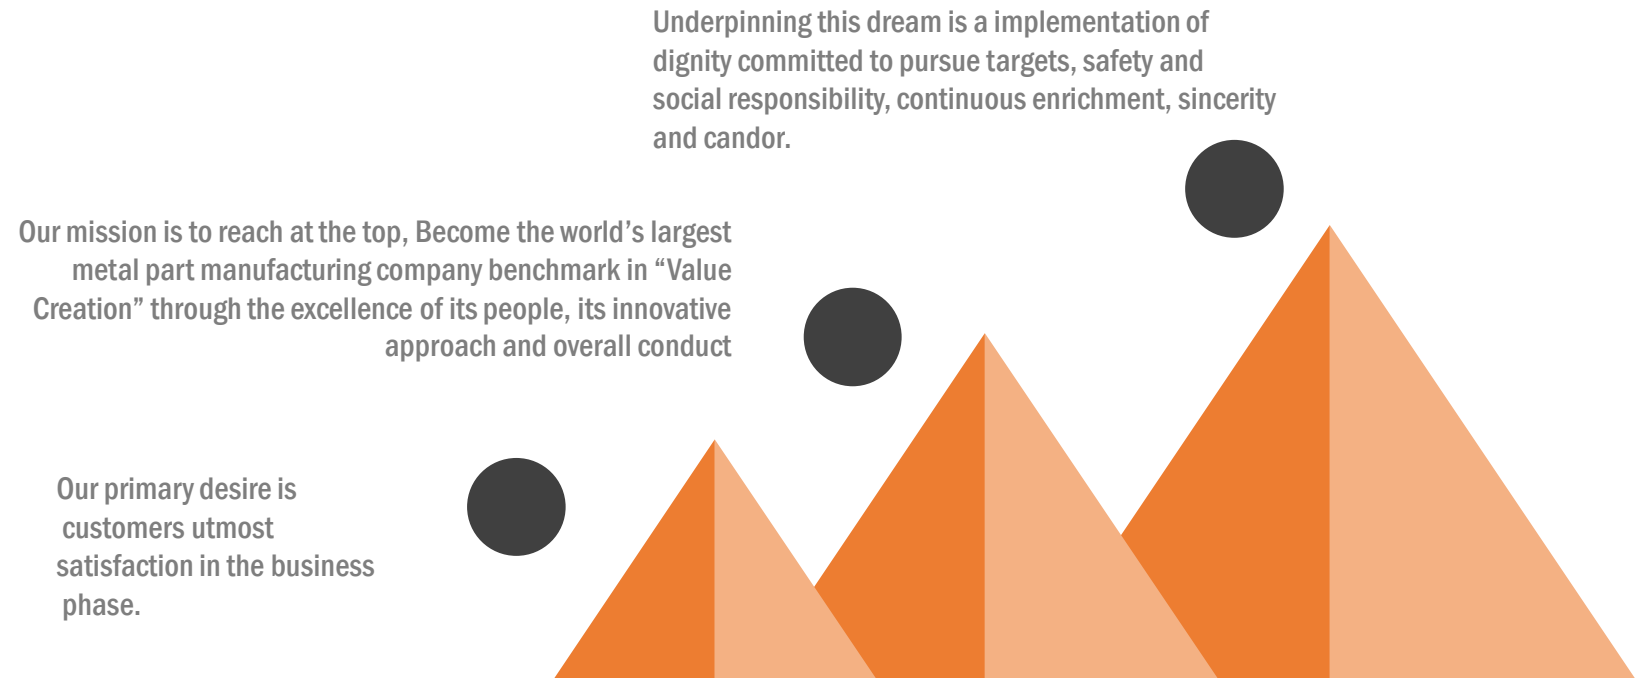 Underpinning this dream is a implementation of
dignity committed to pursue targets, safety and
social responsibility, continuous enrichment, sincerity
and candor.
Our mission is to reach at the top, Become the world’s largest
metal part manufacturing company benchmark in “Value
Creation” through the excellence of its people, its innovative
approach and overall conduct
Our primary desire is
customers utmost
satisfaction in the business
phase.